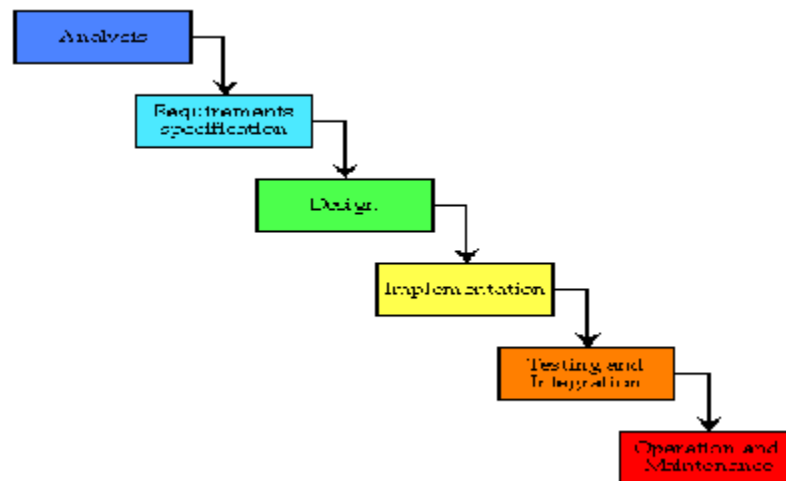 Analysis
Requirements
specification
Design
Implementation
Testing and
Integration
Operation and
Maintenance